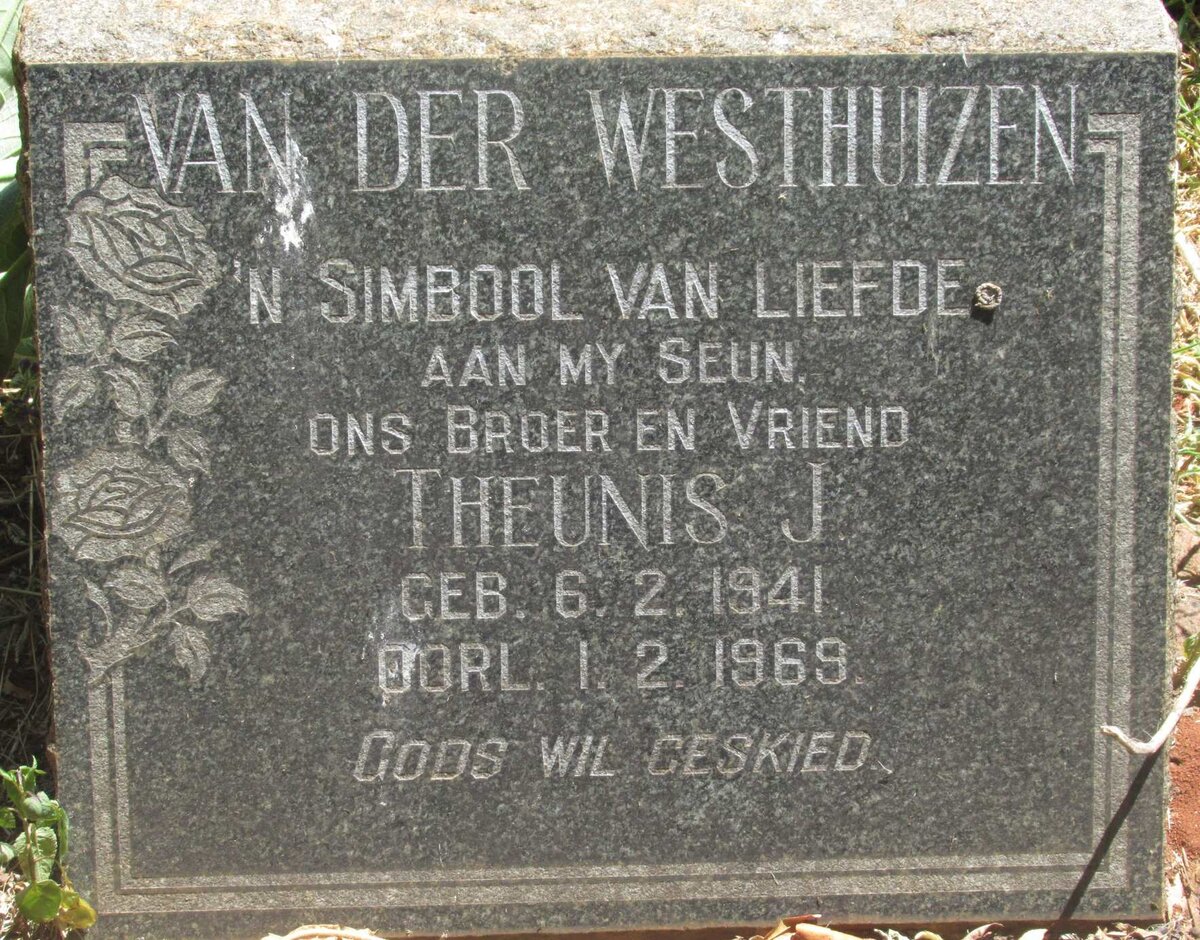 VAN DER WESTHUIZEN
'N SIMBOOL VAN LIEFDE
AAN MY SEUN,
ONS BROER EN VRIEND
THEUNIS J.
GEB. 6. 2. 1941
OORL. 1. 2. 1969.
GODS WIL GESKIED.